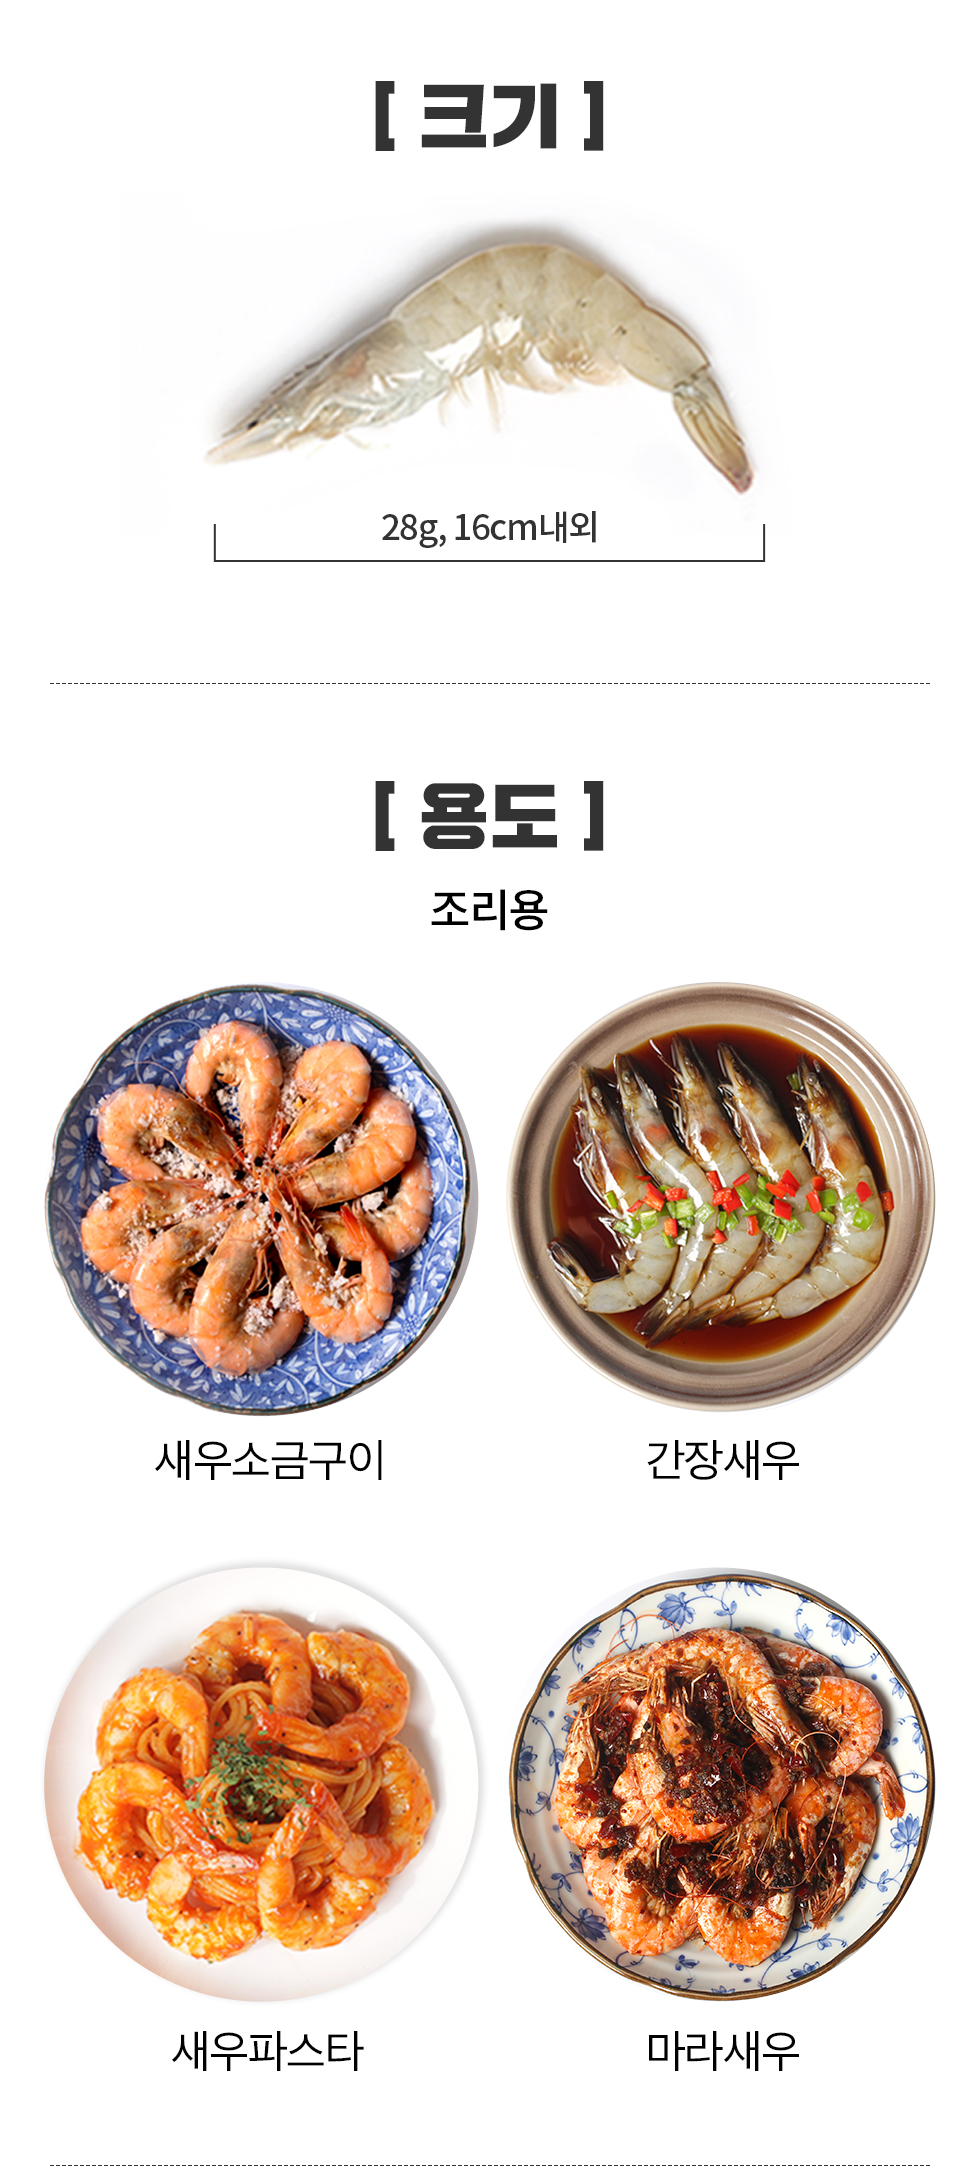 [ 크기 ]
28g, 16cm내외
[ 용도 ]
조리용
새우소금구이
간장새우
새우파스타
마라새우